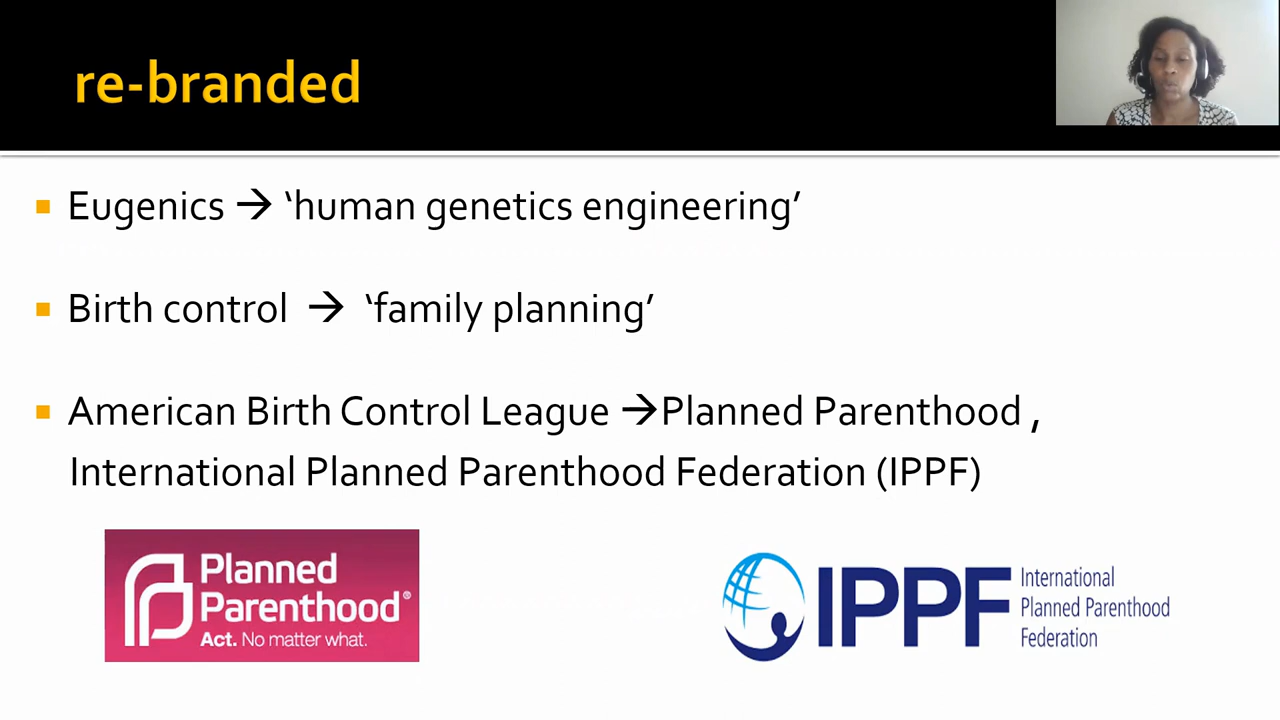 re-branded
Eugenics → ‘human genetics engineering’
Birth control → ‘family planning’
American Birth Control League →Planned Parenthood ,
International Planned Parenthood Federation (IPPF)
Planned
Parenthood®
Act. No matter what.
IPPF
International
Planned Parenthood
Federation